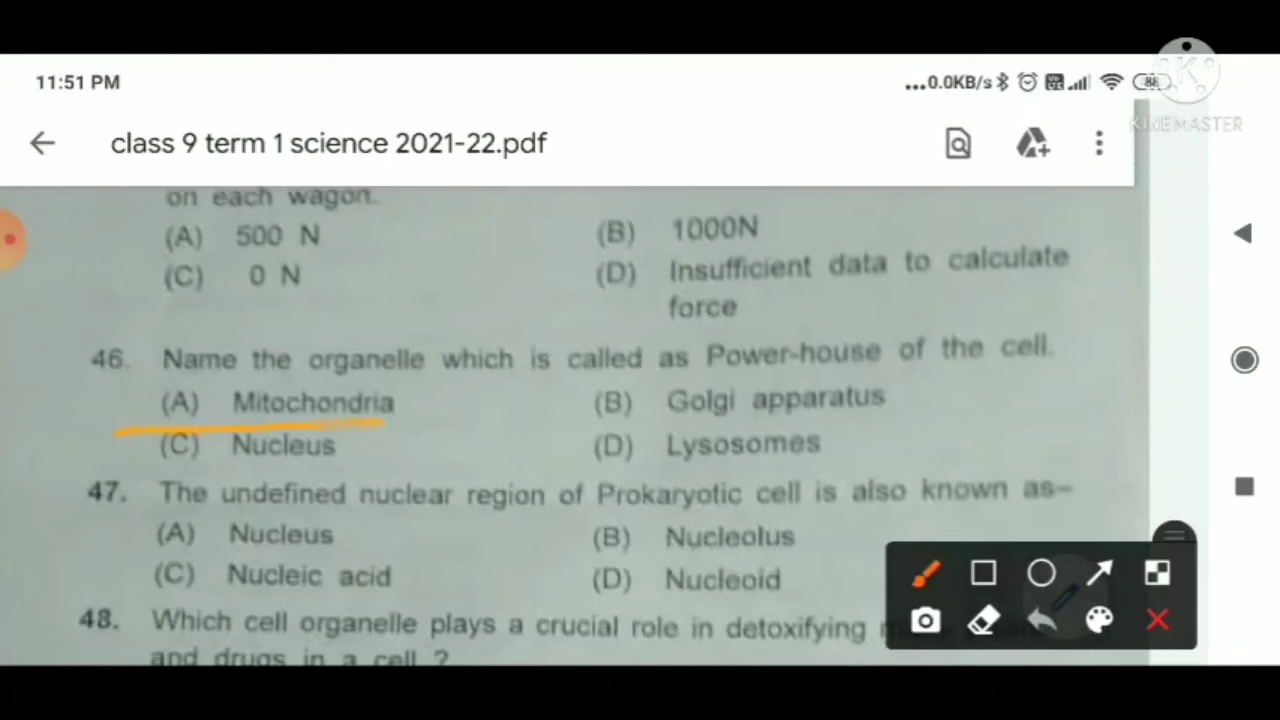 11:51 PM
...0.0KB/s
88
KINEMASTER
class 9 term 1 science 2021-22.pdf
on each wagon.
(A) 500 N (B) 1000N
(C) 0 N (D) Insufficient data to calculate
force
46. Name the organelle which is called as Power-house of the cell.
(A) Mitochondria (B) Golgi apparatus
(C) Nucleus (D) Lysosomes
47. The undefined nuclear region of Prokaryotic cell is also known as–
(A) Nucleus (B) Nucleolus
(C) Nucleic acid (D) Nucleoid
48. Which cell organelle plays a crucial role in detoxifying
and drugs in a cell ?